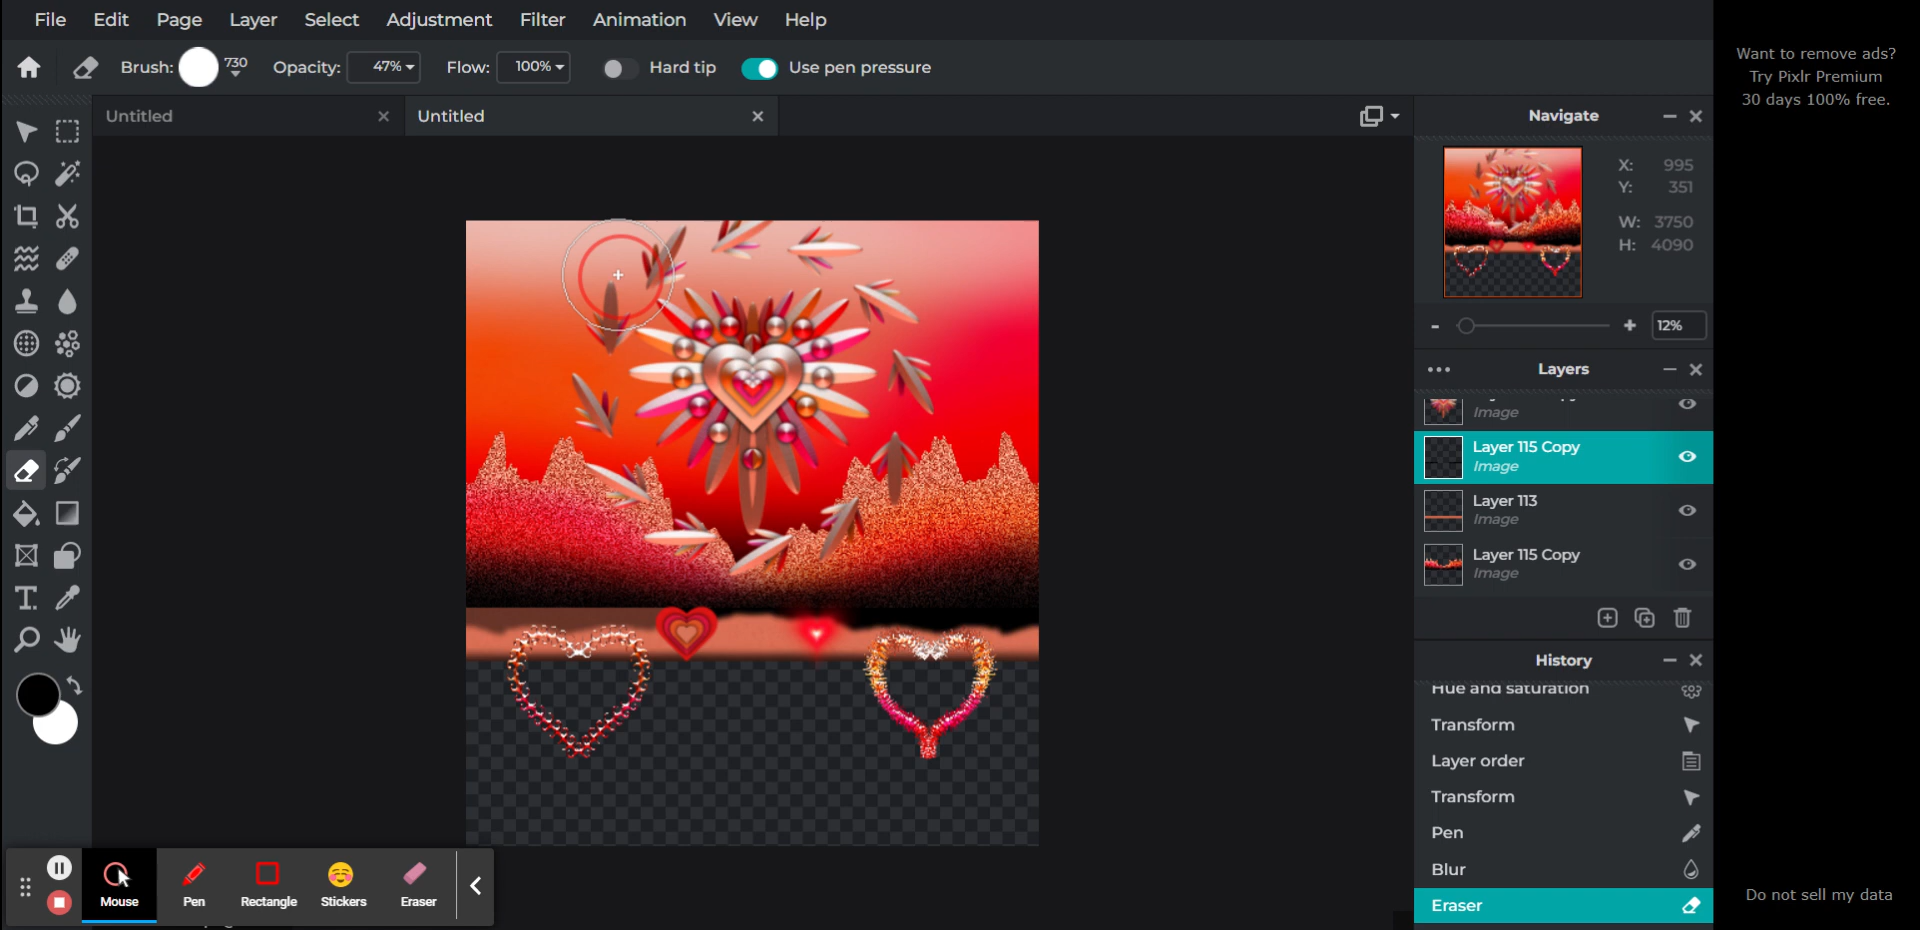 File Edit Page Layer Select Adjustment Filter Animation View Help
Brush: 730 Opacity: 47% Flow: 100% Hard tip Use pen pressure
Untitled
Untitled
Want to remove ads?
Try Pixlr Premium
30 days 100% free.
Navigate
X: 995
Y: 351
W: 3750
H: 4090
- + 12%
Layers
Image
Layer 115 Copy
Image
Layer 113
Image
Layer 115 Copy
Image
History
Hue and saturation
Transform
Layer order
Transform
Pen
Blur
Eraser
Mouse Pen Rectangle Stickers Eraser
Do not sell my data